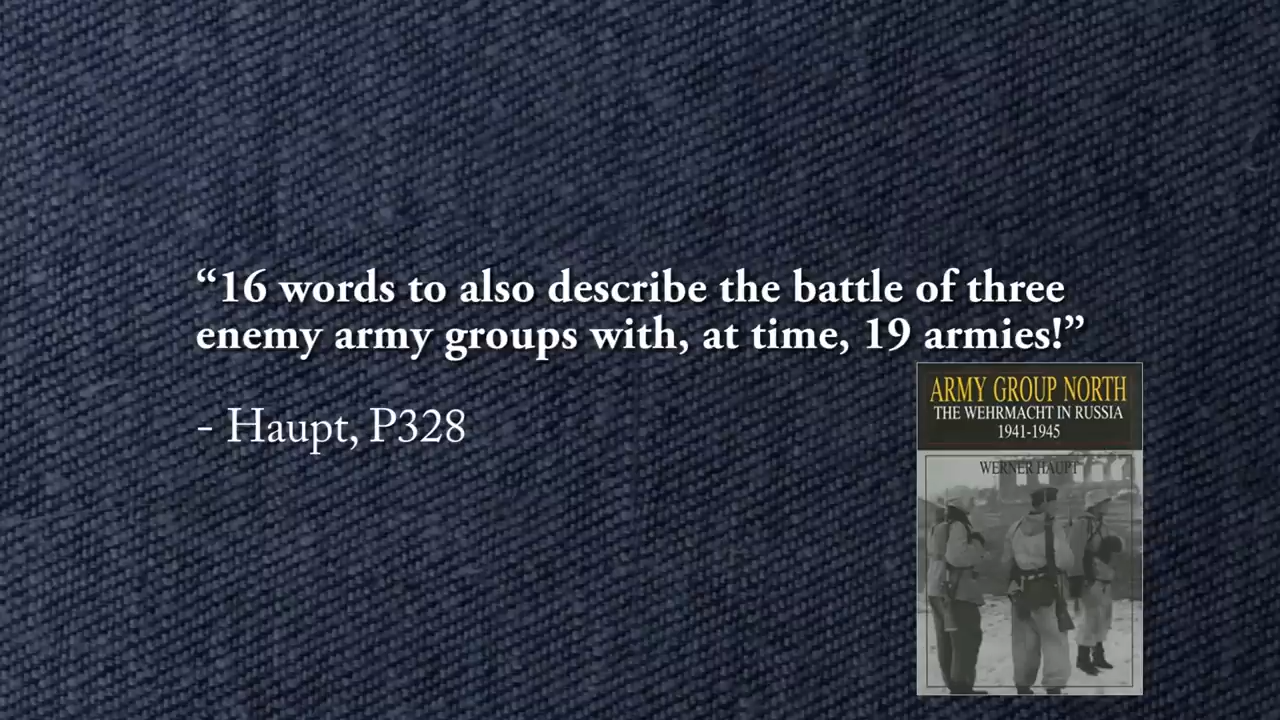 “16 words to also describe the battle of three
enemy army groups with, at time, 19 armies!”
- Haupt, P328
ARMY GROUP NORTH
THE WEHRMACHT IN RUSSIA
1941-1945
WERNER HAUPT